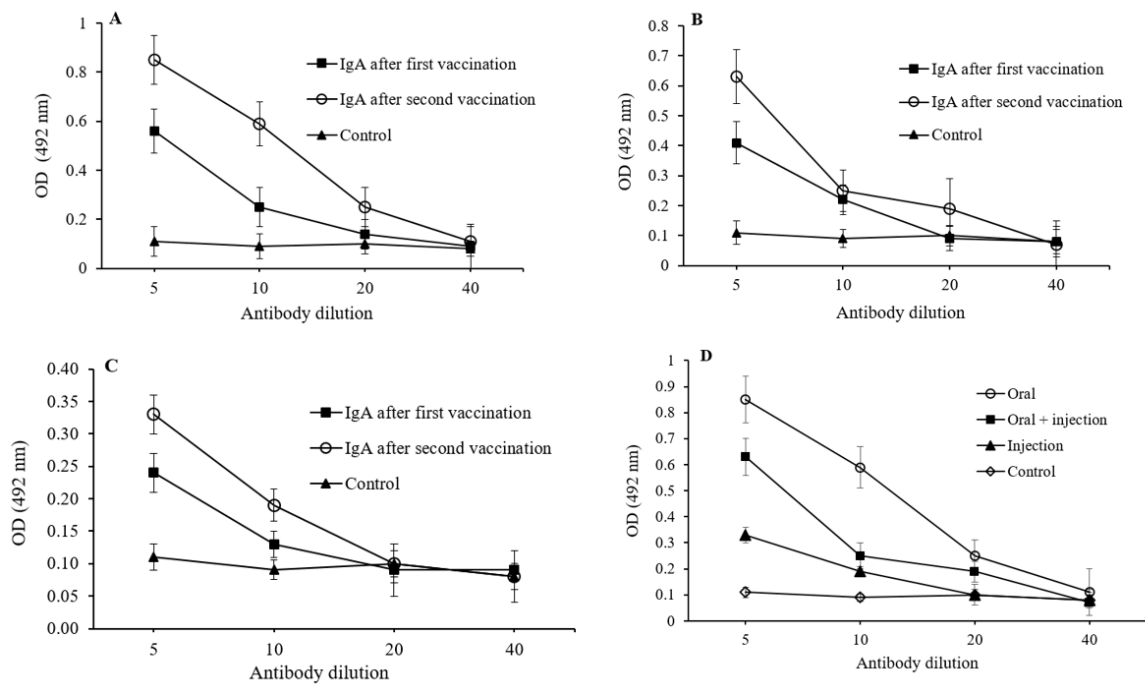 A
1
0.8
0.6
0.4
0.2
0
OD (492 nm)
IgA after first vaccination
IgA after second vaccination
Control
5 10 20 40
Antibody dilution
B
0.8
0.7
0.6
0.5
0.4
0.3
0.2
0.1
0
OD (492 nm)
IgA after first vaccination
IgA after second vaccination
Control
5 10 20 40
Antibody dilution
C
0.40
0.35
0.30
0.25
0.20
0.15
0.10
0.05
0.00
OD (492 nm)
IgA after first vaccination
IgA after second vaccination
Control
5 10 20 40
Antibody dilution
D
1
0.9
0.8
0.7
0.6
0.5
0.4
0.3
0.2
0.1
0
OD (492 nm)
Oral
Oral + injection
Injection
Control
5 10 20 40
Antibody dilution